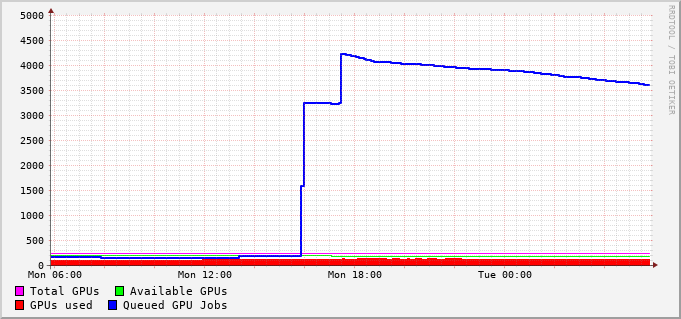 RRDTOOL / TOBI OETIKER
5000
4500
4000
3500
3000
2500
2000
1500
1000
500
0
Mon 06:00 Mon 12:00 Mon 18:00 Tue 00:00
Total GPUs Available GPUs
GPUs used Queued GPU Jobs